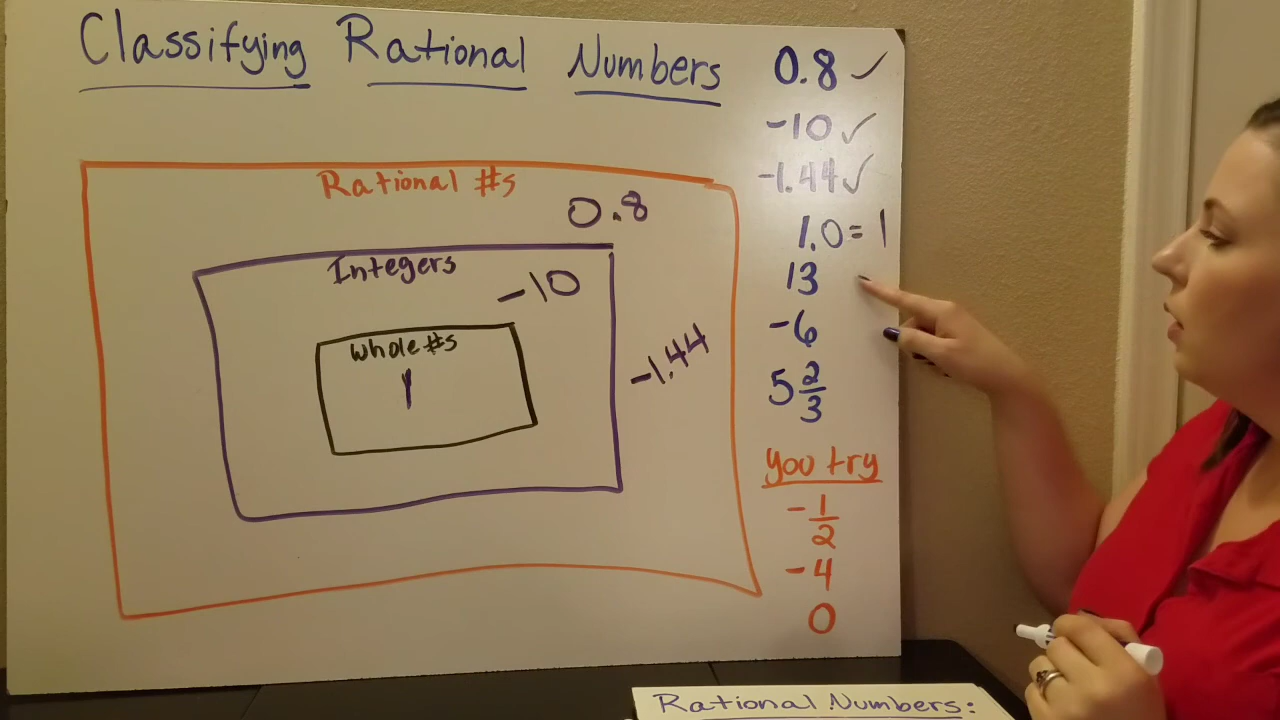 Classifying Rational Numbers
Rational #s
0.8
Integers
-10
Whole #s
1
-1.44
0.8 ✓
-10 ✓
-1.44 ✓
1.0 = 1
13
-6
5 2/3
you try
-1/2
-4
0
Rational Numbers: